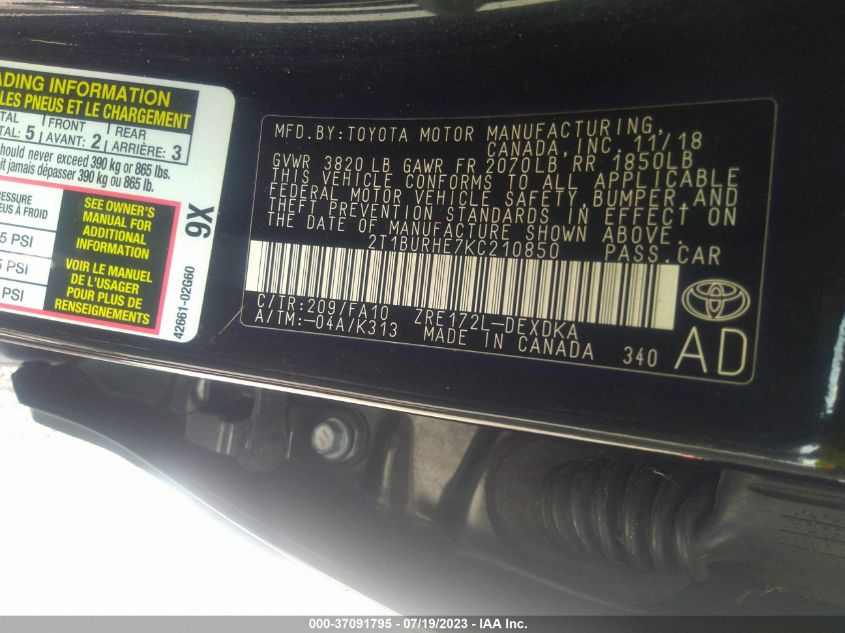 ADING INFORMATION
LES PNEUS ET LE CHARGEMENT
TAL
TAL: 5
FRONT
AVANT: 2
REAR
ARRIÈRE: 3
should never exceed 390 kg or 865 lbs.
it jamais dépasser 390 kg ou 865 lb.
RESSURE
EUS À FROID
5 PSI
5 PSI
PSI
SEE OWNER'S
MANUAL FOR
ADDITIONAL
INFORMATION
VOIR LE MANUEL
DE L'USAGER
POUR PLUS DE
RENSEIGNEMENTS
9X
42661-02G60
MFD.BY:TOYOTA MOTOR MANUFACTURING,
CANADA,INC. 11/18
GVWR 3820LB GAWR FR 2070LB,RR 1850LB
THIS VEHICLE CONFORMS TO ALL APPLICABLE
FEDERAL MOTOR VEHICLE SAFETY,BUMPER,AND
THEFT PREVENTION STANDARDS IN EFFECT ON
THE DATE OF MANUFACTURE SHOWN ABOVE.
2T1BURHE7KC210850 PASS.CAR
C/TR:209/FA10 ZRE172L-DEXDKA
A/TM:-04A/K313 MADE IN CANADA 340
AD
000-37091795 - 07/19/2023 - IAA Inc.